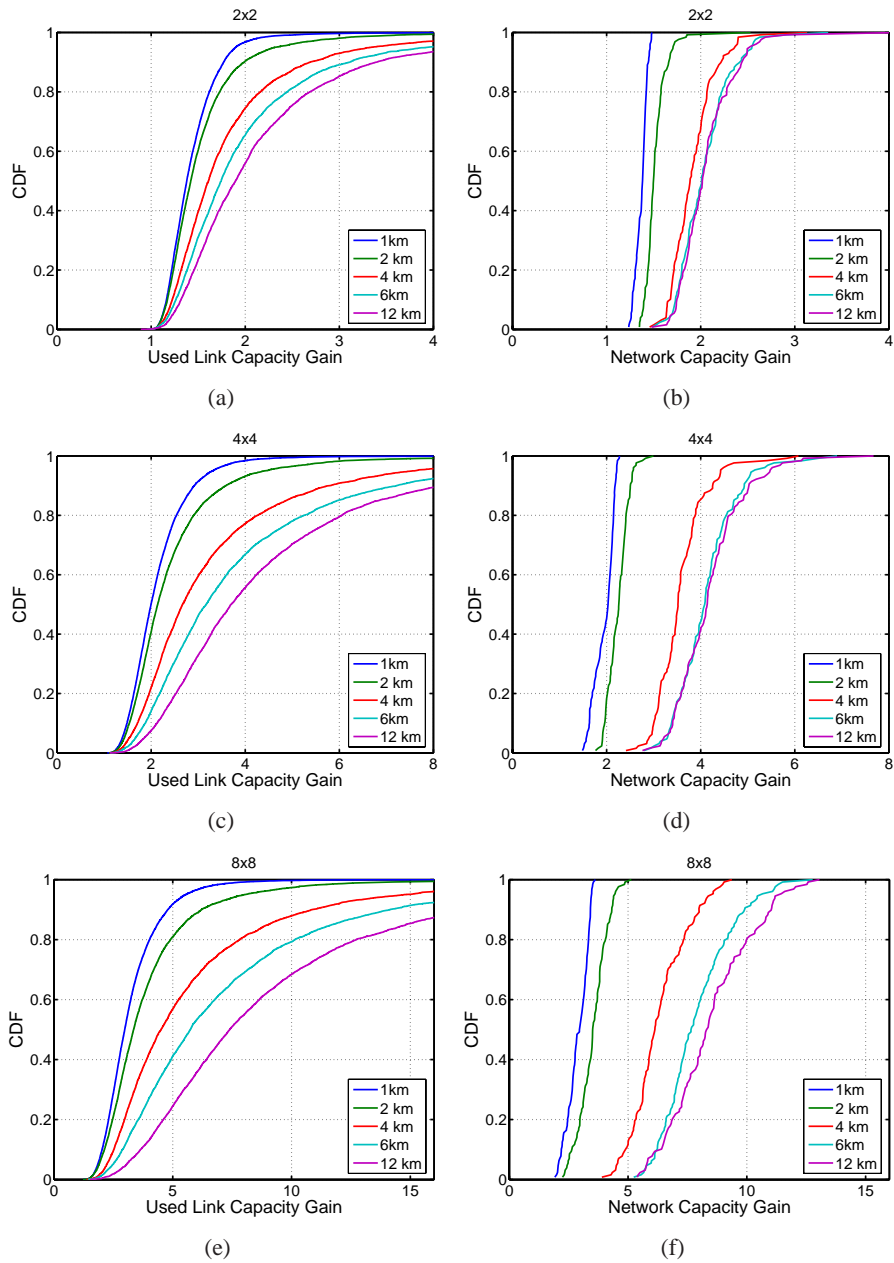 2x2
1
0.8
0.6
0.4
0.2
0
CDF
0 1 2 3 4
Used Link Capacity Gain
1km
2 km
4 km
6km
12 km
(a)
2x2
1
0.8
0.6
0.4
0.2
0
CDF
0 1 2 3 4
Network Capacity Gain
1km
2 km
4 km
6km
12 km
(b)
4x4
1
0.8
0.6
0.4
0.2
0
CDF
0 2 4 6 8
Used Link Capacity Gain
1km
2 km
4 km
6km
12 km
(c)
4x4
1
0.8
0.6
0.4
0.2
0
CDF
0 2 4 6 8
Network Capacity Gain
1km
2 km
4 km
6km
12 km
(d)
8x8
1
0.8
0.6
0.4
0.2
0
CDF
0 5 10 15
Used Link Capacity Gain
1km
2 km
4 km
6km
12 km
(e)
8x8
1
0.8
0.6
0.4
0.2
0
CDF
0 5 10 15
Network Capacity Gain
1km
2 km
4 km
6km
12 km
(f)